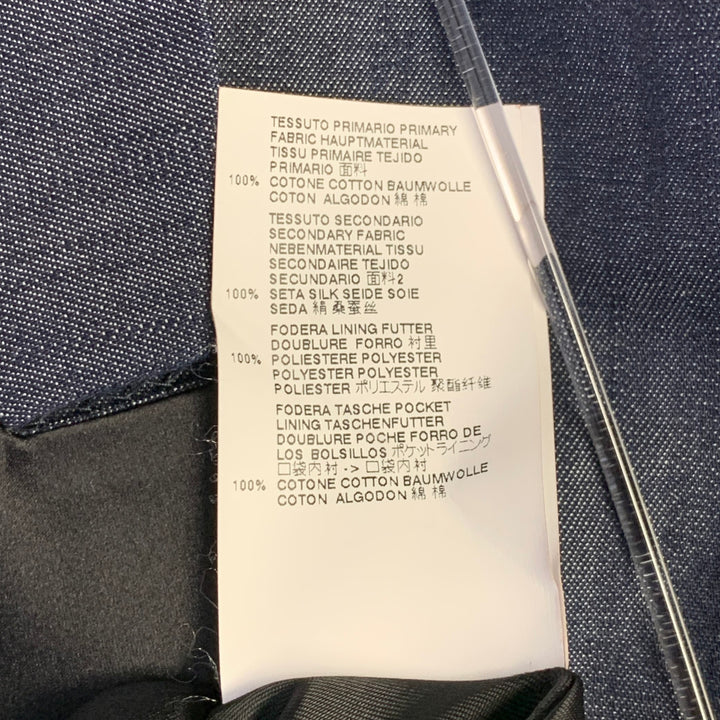 TESSUTO PRIMARIO PRIMARY
FABRIC HAUPTMATERIAL
TISSU PRIMAIRE TEJIDO
PRIMARIO 面料
100% COTONE COTTON BAUMWOLLE
COTON ALGODON 綿 棉
TESSUTO SECONDARIO
SECONDARY FABRIC
NEBENMATERIAL TISSU
SECONDAIRE TEJIDO
SECUNDARIO 面料2
100% SETA SILK SEIDE SOIE
SEDA 絹 桑蚕丝
FODERA LINING FUTTER
DOUBLURE FORRO 衬里
100% POLIESTERE POLYESTER
POLYESTER POLYESTER
POLIESTER ポリエステル 聚酯纤维
FODERA TASCHE POCKET
LINING TASCHENFUTTER
DOUBLURE POCHE FORRO DE
LOS BOLSILLOS ポケットライニング
口袋内衬 -> 口袋内衬
100% COTONE COTTON BAUMWOLLE
COTON ALGODON 綿 棉